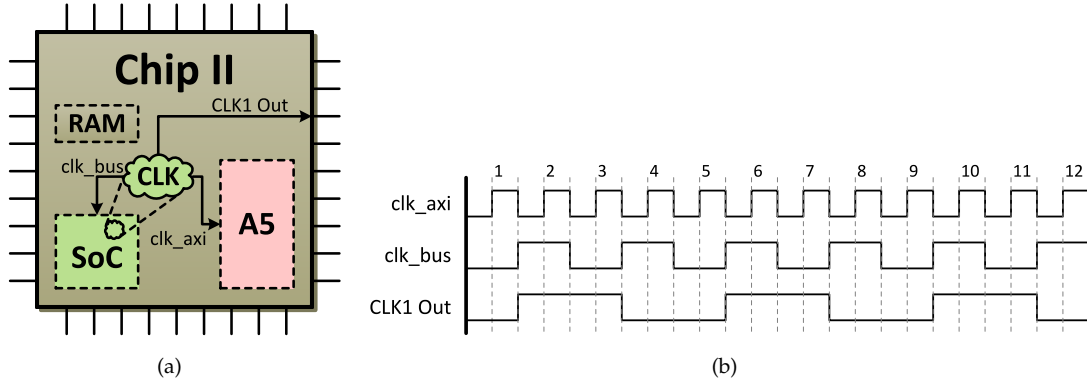 Chip II
CLK1 Out
RAM
clk_bus
CLK
clk_axi
A5
SoC
(a)
1 2 3 4 5 6 7 8 9 10 11 12
clk_axi
clk_bus
CLK1 Out
(b)